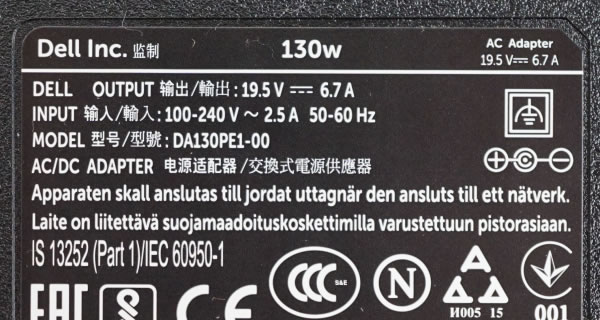 Dell Inc. 监制 130w AC Adapter
19.5 V⎓ 6.7 A
DELL OUTPUT 输出/輸出 : 19.5 V ⎓ 6.7 A
INPUT 输人/輸入 : 100-240 V ~ 2.5 A 50-60 Hz
MODEL 型号/型號 : DA130PE1-00
AC/DC ADAPTER 电源适配器/交換式電源供應器
Apparaten skall anslutas till jordat uttagnär den ansluts till ett nätverk.
Laite on liitettävä suojamaadoituskoskettimilla varustettuun pistorasiaan.
IS 13252 (Part 1)/IEC 60950-1
EAC CE CCC S&E N И005 15 001